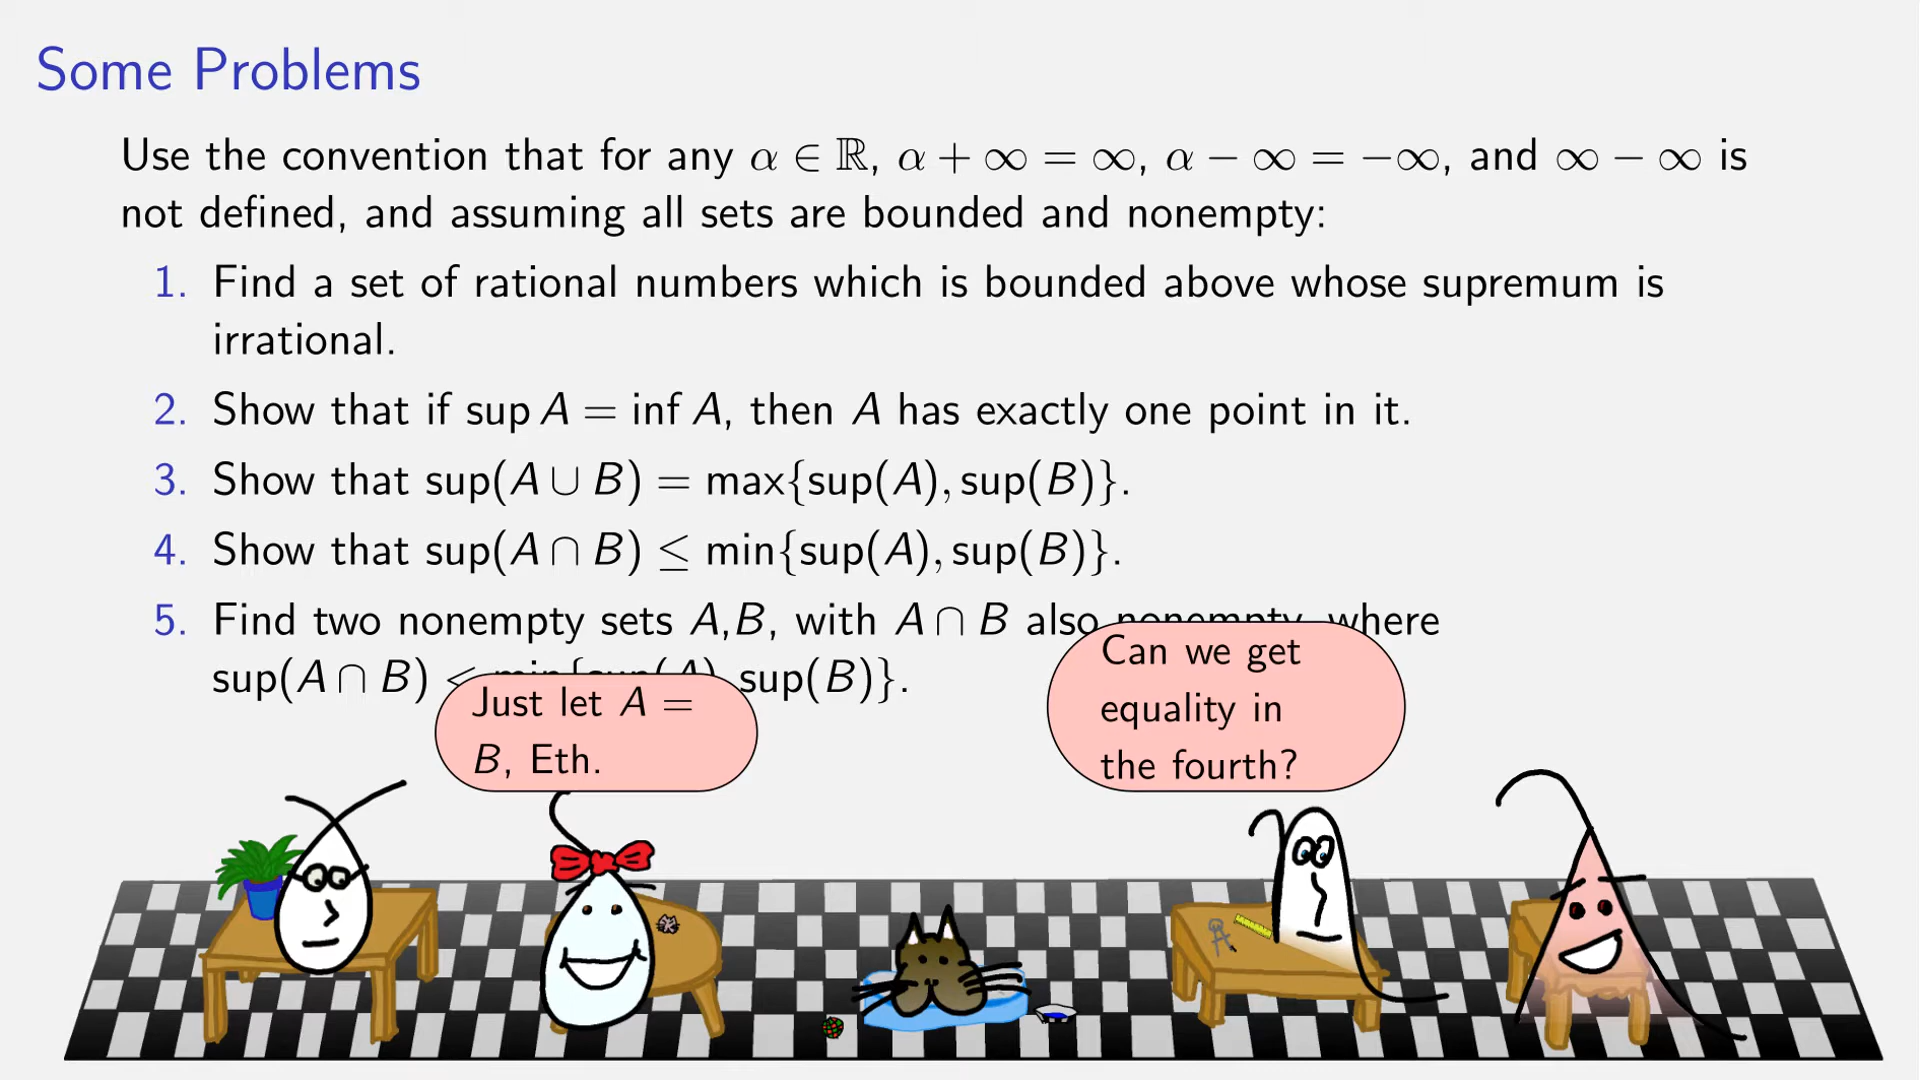 Some Problems
Use the convention that for any α ∈ ℝ, α + ∞ = ∞, α − ∞ = −∞, and ∞ − ∞ is
not defined, and assuming all sets are bounded and nonempty:
1. Find a set of rational numbers which is bounded above whose supremum is
irrational.
2. Show that if sup A = inf A, then A has exactly one point in it.
3. Show that sup(A ∪ B) = max{sup(A), sup(B)}.
4. Show that sup(A ∩ B) ≤ min{sup(A), sup(B)}.
5. Find two nonempty sets A,B, with A ∩ B also nonempty, where
sup(A ∩ B) < min{sup(A), sup(B)}.
Just let A =
B, Eth.
Can we get
equality in
the fourth?